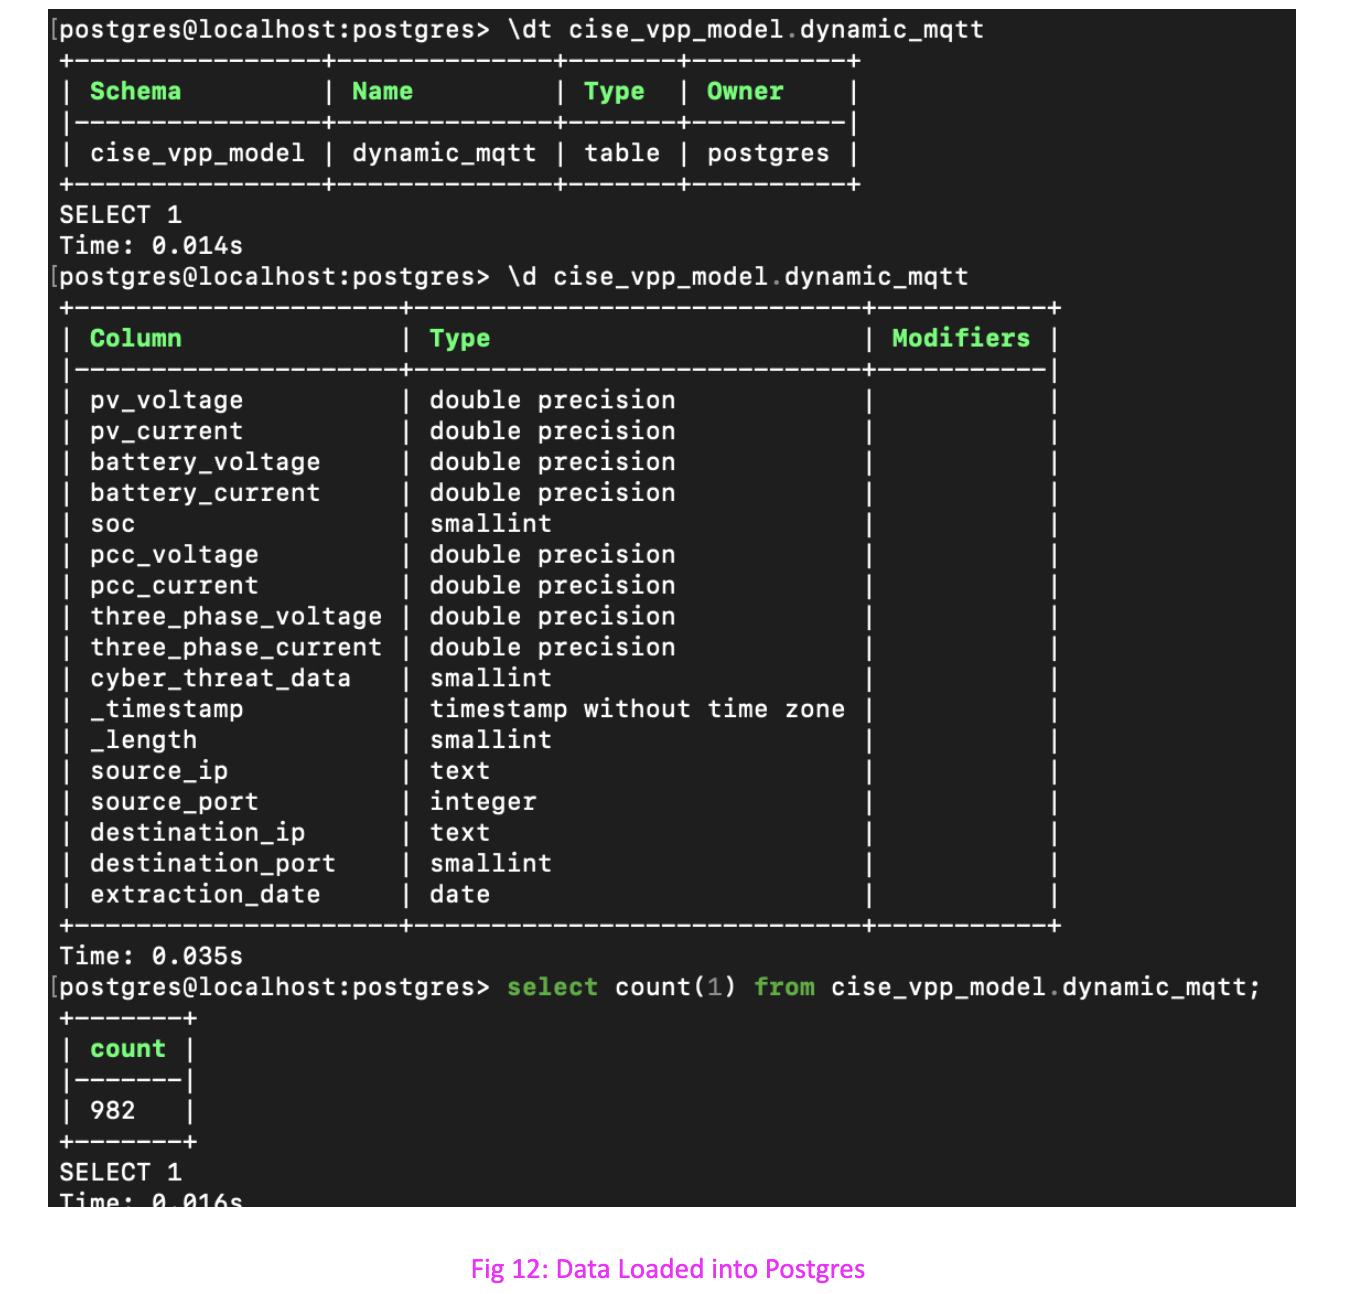 [postgres@localhost:postgres> \dt cise_vpp_model.dynamic_mqtt
+----------------+--------------+-------+----------+
| Schema         | Name         | Type  | Owner    |
|----------------+--------------+-------+----------|
| cise_vpp_model | dynamic_mqtt | table | postgres |
+----------------+--------------+-------+----------+
SELECT 1
Time: 0.014s
[postgres@localhost:postgres> \d cise_vpp_model.dynamic_mqtt
+---------------------+-----------------------------+-----------+
| Column              | Type                        | Modifiers |
|---------------------+-----------------------------+-----------|
| pv_voltage          | double precision            |           |
| pv_current          | double precision            |           |
| battery_voltage     | double precision            |           |
| battery_current     | double precision            |           |
| soc                 | smallint                    |           |
| pcc_voltage         | double precision            |           |
| pcc_current         | double precision            |           |
| three_phase_voltage | double precision            |           |
| three_phase_current | double precision            |           |
| cyber_threat_data   | smallint                    |           |
| _timestamp          | timestamp without time zone |           |
| _length             | smallint                    |           |
| source_ip           | text                        |           |
| source_port         | integer                     |           |
| destination_ip      | text                        |           |
| destination_port    | smallint                    |           |
| extraction_date     | date                        |           |
+---------------------+-----------------------------+-----------+
Time: 0.035s
[postgres@localhost:postgres> select count(1) from cise_vpp_model.dynamic_mqtt;
+-------+
| count |
|-------|
| 982   |
+-------+
SELECT 1
Time: 0.016s
Fig 12: Data Loaded into Postgres